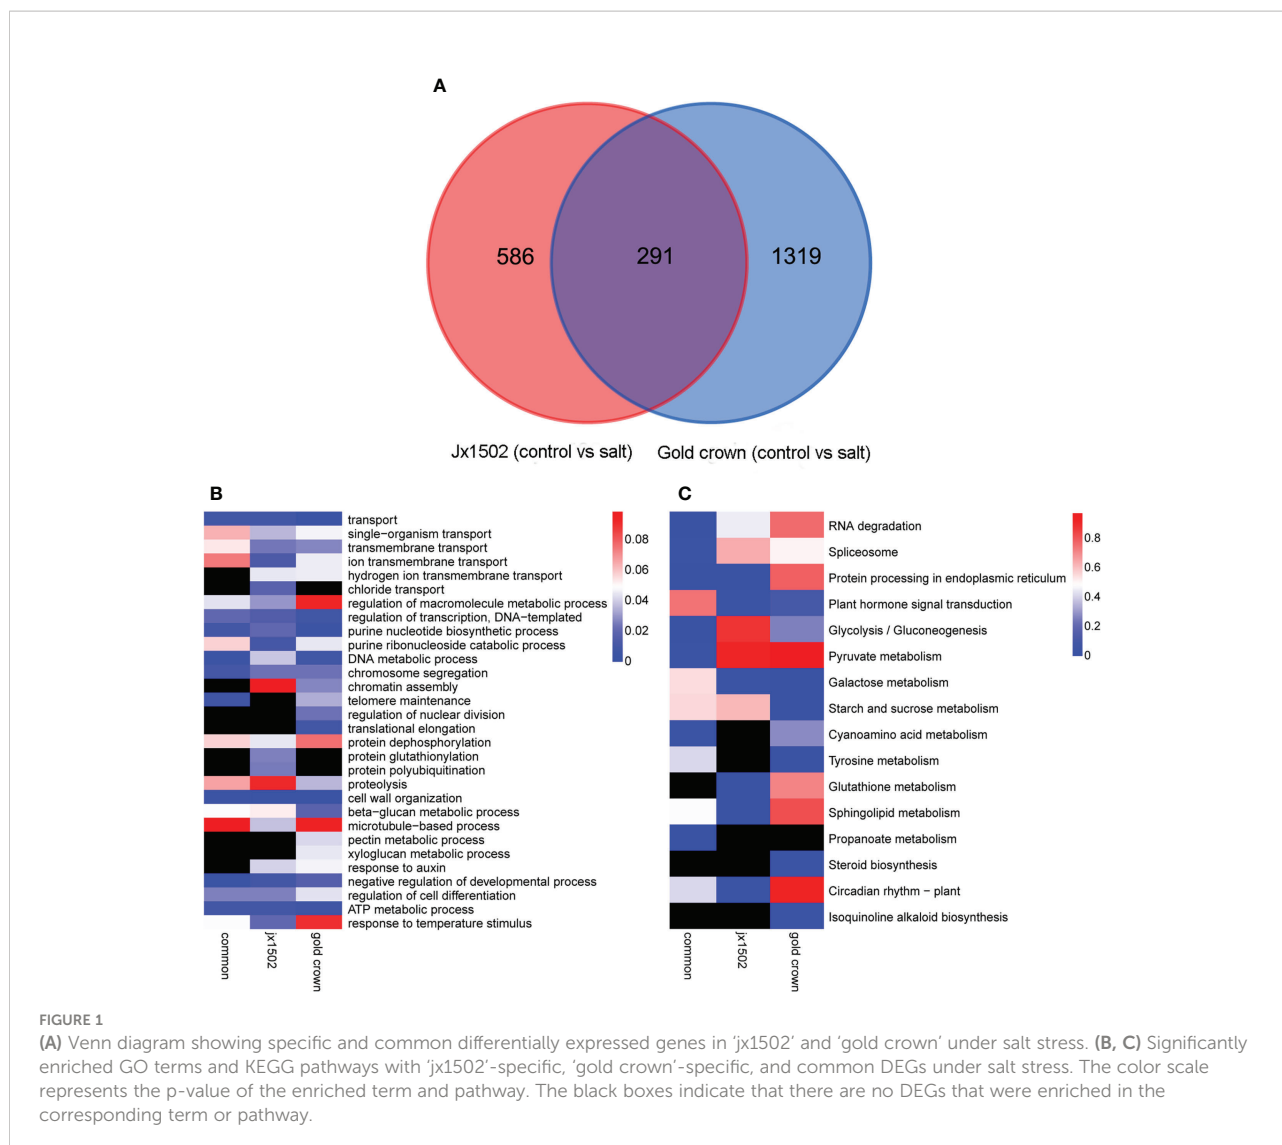 A
586
291
1319
Jx1502 (control vs salt)
Gold crown (control vs salt)
B
transport
single-organism transport
transmembrane transport
ion transmembrane transport
hydrogen ion transmembrane transport
chloride transport
regulation of macromolecule metabolic process
regulation of transcription, DNA-templated
purine nucleotide biosynthetic process
purine ribonucleoside catabolic process
DNA metabolic process
chromosome segregation
chromatin assembly
telomere maintenance
regulation of nuclear division
translational elongation
protein dephosphorylation
protein glutathionylation
protein polyubiquitination
proteolysis
cell wall organization
beta-glucan metabolic process
microtubule-based process
pectin metabolic process
xyloglucan metabolic process
response to auxin
negative regulation of developmental process
regulation of cell differentiation
ATP metabolic process
response to temperature stimulus
common
jx1502
gold crown
0.08
0.06
0.04
0.02
0
C
RNA degradation
Spliceosome
Protein processing in endoplasmic reticulum
Plant hormone signal transduction
Glycolysis / Gluconeogenesis
Pyruvate metabolism
Galactose metabolism
Starch and sucrose metabolism
Cyanoamino acid metabolism
Tyrosine metabolism
Glutathione metabolism
Sphingolipid metabolism
Propanoate metabolism
Steroid biosynthesis
Circadian rhythm - plant
Isoquinoline alkaloid biosynthesis
common
jx1502
gold crown
0.8
0.6
0.4
0.2
0
FIGURE 1
(A) Venn diagram showing specific and common differentially expressed genes in ‘jx1502’ and ‘gold crown’ under salt stress. (B, C) Significantly
enriched GO terms and KEGG pathways with ‘jx1502’-specific, ‘gold crown’-specific, and common DEGs under salt stress. The color scale
represents the p-value of the enriched term and pathway. The black boxes indicate that there are no DEGs that were enriched in the
corresponding term or pathway.